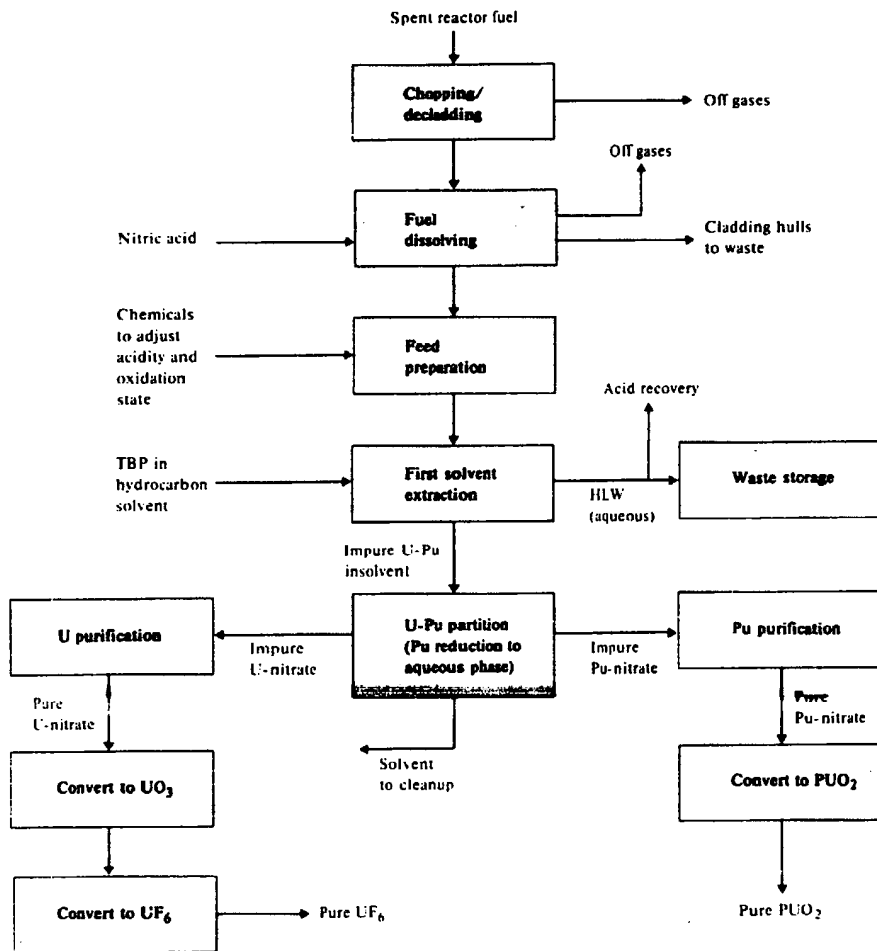 Spent reactor fuel
Chopping/
decladding
Off gases
Off gases
Fuel
dissolving
Nitric acid
Cladding hulls
to waste
Chemicals
to adjust
acidity and
oxidation
state
Feed
preparation
Acid recovery
TBP in
hydrocarbon
solvent
First solvent
extraction
HLW
(aqueous)
Waste storage
Impure U-Pu
insolvent
U purification
Impure
U-nitrate
U-Pu partition
(Pu reduction to
aqueous phase)
Impure
Pu-nitrate
Pu purification
Pure
U-nitrate
Pure
Pu-nitrate
Solvent
to cleanup
Convert to UO3
Convert to PUO2
Convert to UF6
Pure UF6
Pure PUO2